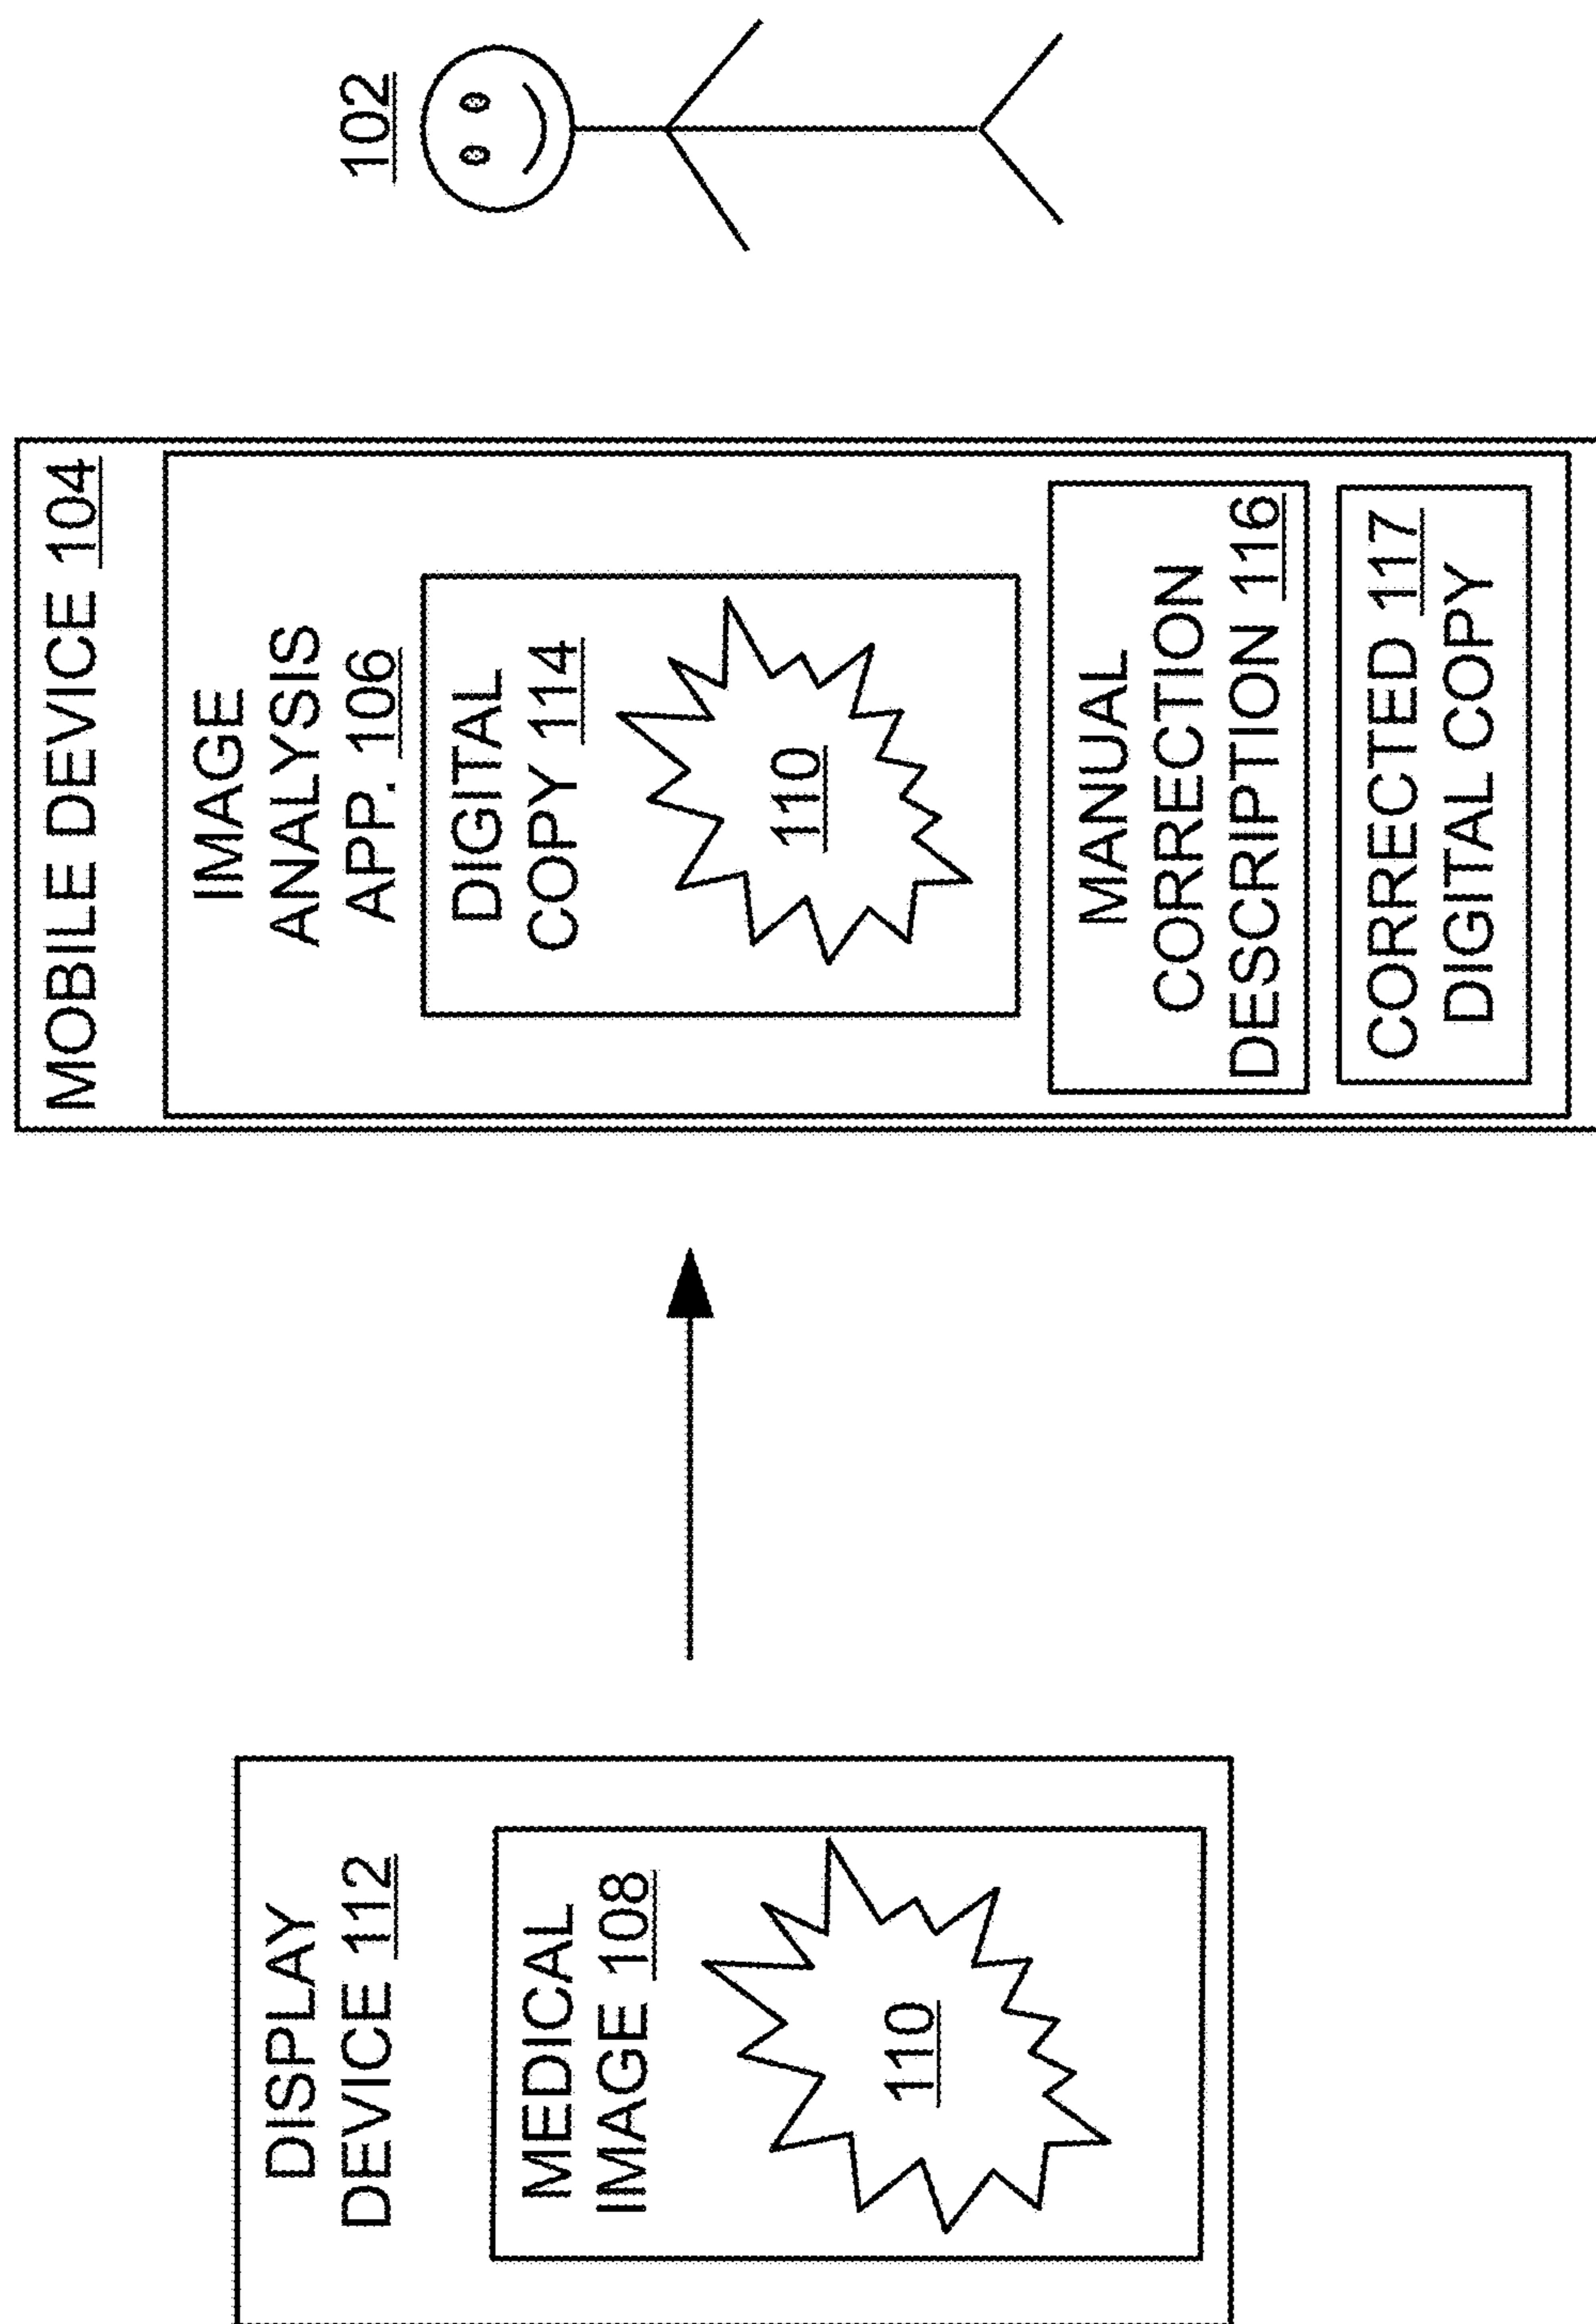 DISPLAY
DEVICE 112
MEDICAL
IMAGE 108
110
MOBILE DEVICE 104
IMAGE
ANALYSIS
APP. 106
DIGITAL
COPY 114
110
MANUAL
CORRECTION
DESCRIPTION 116
CORRECTED 117
DIGITAL COPY
102